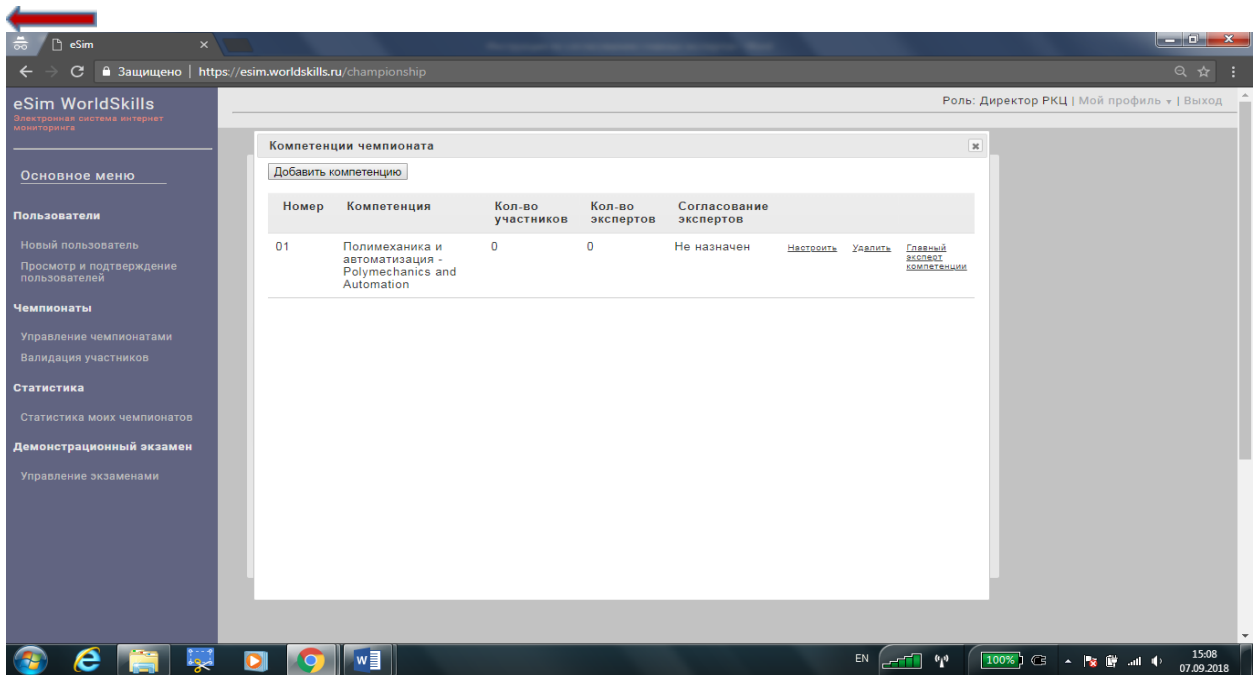 eSim
Защищено | https://esim.worldskills.ru/championship
eSim WorldSkills
Электронная система интернет
мониторинга
Роль: Директор РКЦ | Мой профиль | Выход
Основное меню
Пользователи
Новый пользователь
Просмотр и подтверждение
пользователей
Чемпионаты
Управление чемпионатами
Валидация участников
Статистика
Статистика моих чемпионатов
Демонстрационный экзамен
Управление экзаменами
Компетенции чемпионата
Добавить компетенцию
Номер Компетенция Кол-во участников Кол-во экспертов Согласование экспертов
01 Полимеханика и автоматизация - Polymechanics and Automation 0 0 Не назначен Настроить Удалить Главный эксперт компетенции
EN 100% 15:08
07.09.2018